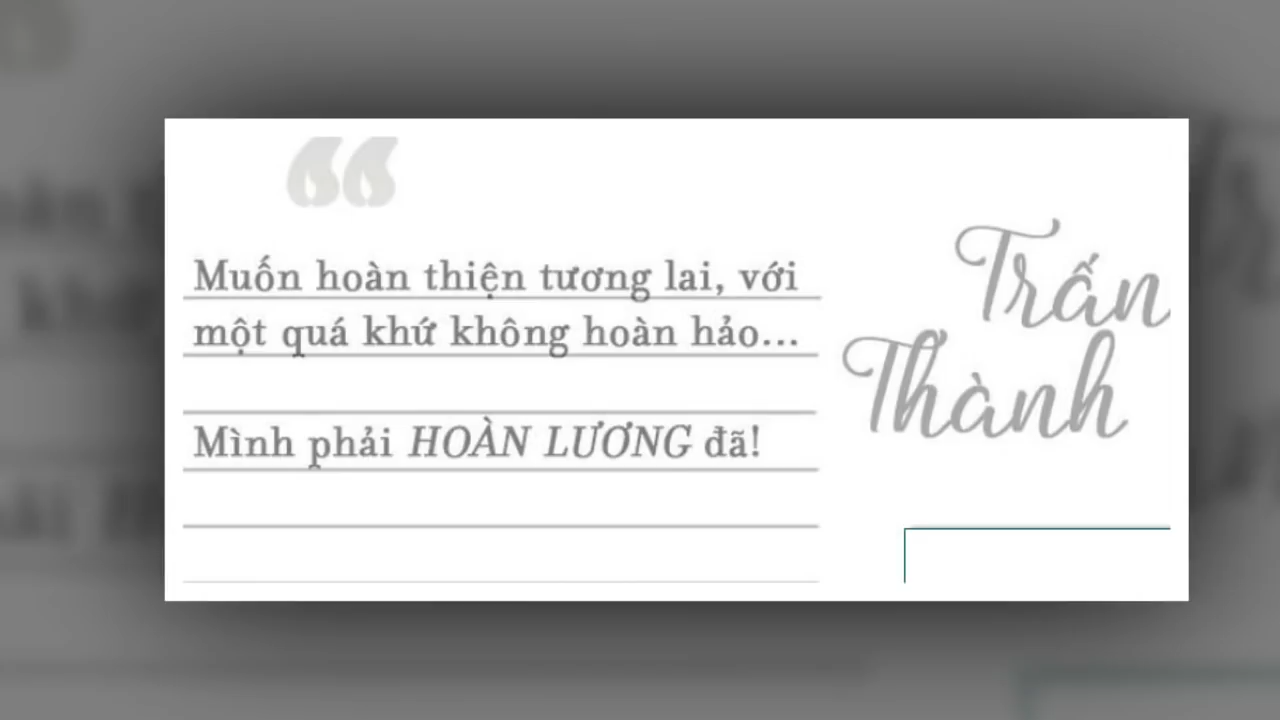 Muốn hoàn thiện tương lai, với
một quá khứ không hoàn hảo...
Mình phải HOÀN LƯƠNG đã!
Trấn
Thành